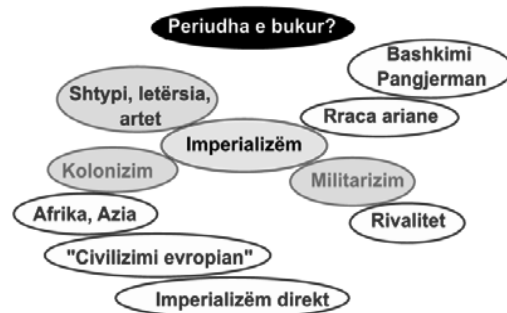 Periudha e bukur?
Bashkimi
Pangjerman
Shtypi, letërsia,
artet
Rraca ariane
Imperializëm
Kolonizim
Militarizim
Afrika, Azia
Rivalitet
"Civilizimi evropian"
Imperializëm direkt